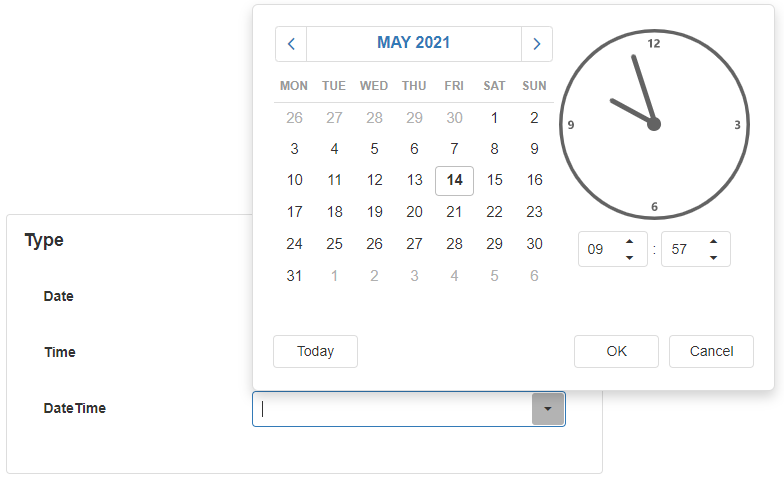 MAY 2021
MON TUE WED THU FRI SAT SUN
26 27 28 29 30 1 2
3 4 5 6 7 8 9
10 11 12 13 14 15 16
17 18 19 20 21 22 23
24 25 26 27 28 29 30
31 1 2 3 4 5 6
12
9 3
6
09 : 57
Today OK Cancel
Type
Date
Time
DateTime